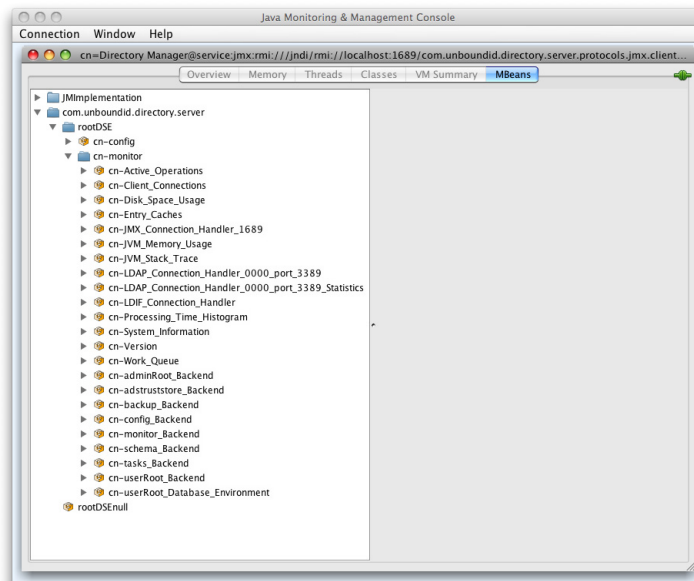 Java Monitoring & Management Console
Connection Window Help
cn=Directory Manager@service:jmx:rmi:///jndi/rmi://localhost:1689/com.unboundid.directory.server.protocols.jmx.client...
Overview Memory Threads Classes VM Summary MBeans
JMImplementation
com.unboundid.directory.server
rootDSE
cn-config
cn-monitor
cn-Active_Operations
cn-Client_Connections
cn-Disk_Space_Usage
cn-Entry_Caches
cn-JMX_Connection_Handler_1689
cn-JVM_Memory_Usage
cn-JVM_Stack_Trace
cn-LDAP_Connection_Handler_0000_port_3389
cn-LDAP_Connection_Handler_0000_port_3389_Statistics
cn-LDIF_Connection_Handler
cn-Processing_Time_Histogram
cn-System_Information
cn-Version
cn-Work_Queue
cn-adminRoot_Backend
cn-adstruststore_Backend
cn-backup_Backend
cn-config_Backend
cn-monitor_Backend
cn-schema_Backend
cn-tasks_Backend
cn-userRoot_Backend
cn-userRoot_Database_Environment
rootDSEnull